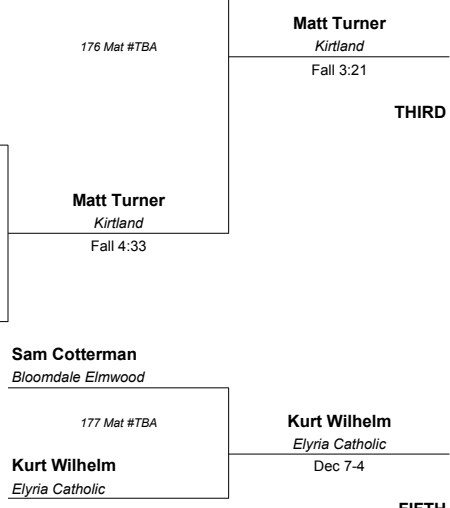 Matt Turner
176 Mat #TBA
Kirtland
Fall 3:21
THIRD
Matt Turner
Kirtland
Fall 4:33
Sam Cotterman
Bloomdale Elmwood
177 Mat #TBA
Kurt Wilhelm
Elyria Catholic
Dec 7-4
Kurt Wilhelm
Elyria Catholic
FIFTH